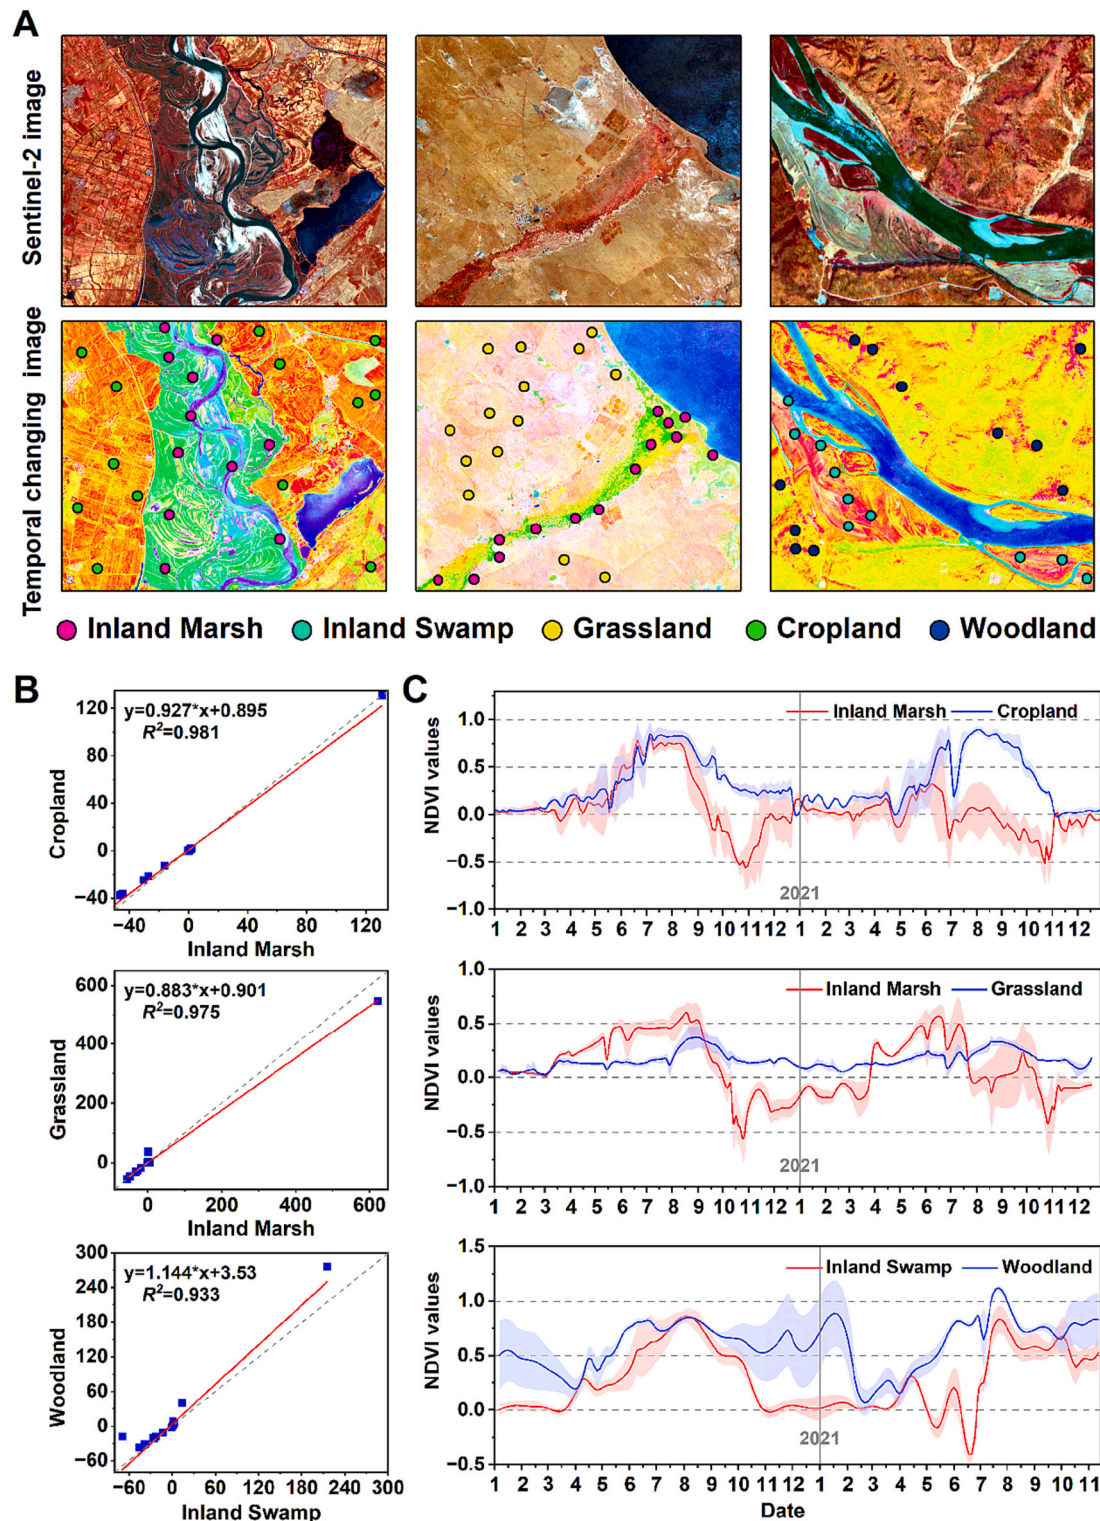 A
Sentinel-2 image
Temporal changing image
Inland Marsh Inland Swamp Grassland Cropland Woodland
B
y=0.927*x+0.895
R²=0.981
120
80
40
0
−40
Cropland
−40 0 40 80 120
Inland Marsh
y=0.883*x+0.901
R²=0.975
600
400
200
0
Grassland
0 200 400 600
Inland Marsh
y=1.144*x+3.53
R²=0.933
300
240
180
120
60
0
−60
Woodland
−60 0 60 120 180 240 300
Inland Swamp
C
Inland Marsh Cropland
1.0
0.5
0.0
−0.5
−1.0
NDVI values
2021
1 2 3 4 5 6 7 8 9 10 11 12 1 2 3 4 5 6 7 8 9 10 11 12
Inland Marsh Grassland
1.0
0.5
0.0
−0.5
−1.0
NDVI values
2021
1 2 3 4 5 6 7 8 9 10 11 12 1 2 3 4 5 6 7 8 9 10 11 12
Inland Swamp Woodland
1.5
1.0
0.5
0.0
−0.5
NDVI values
2021
1 2 3 4 5 6 7 8 9 10 11 12 1 2 3 4 5 6 7 8 9 10 11
Date